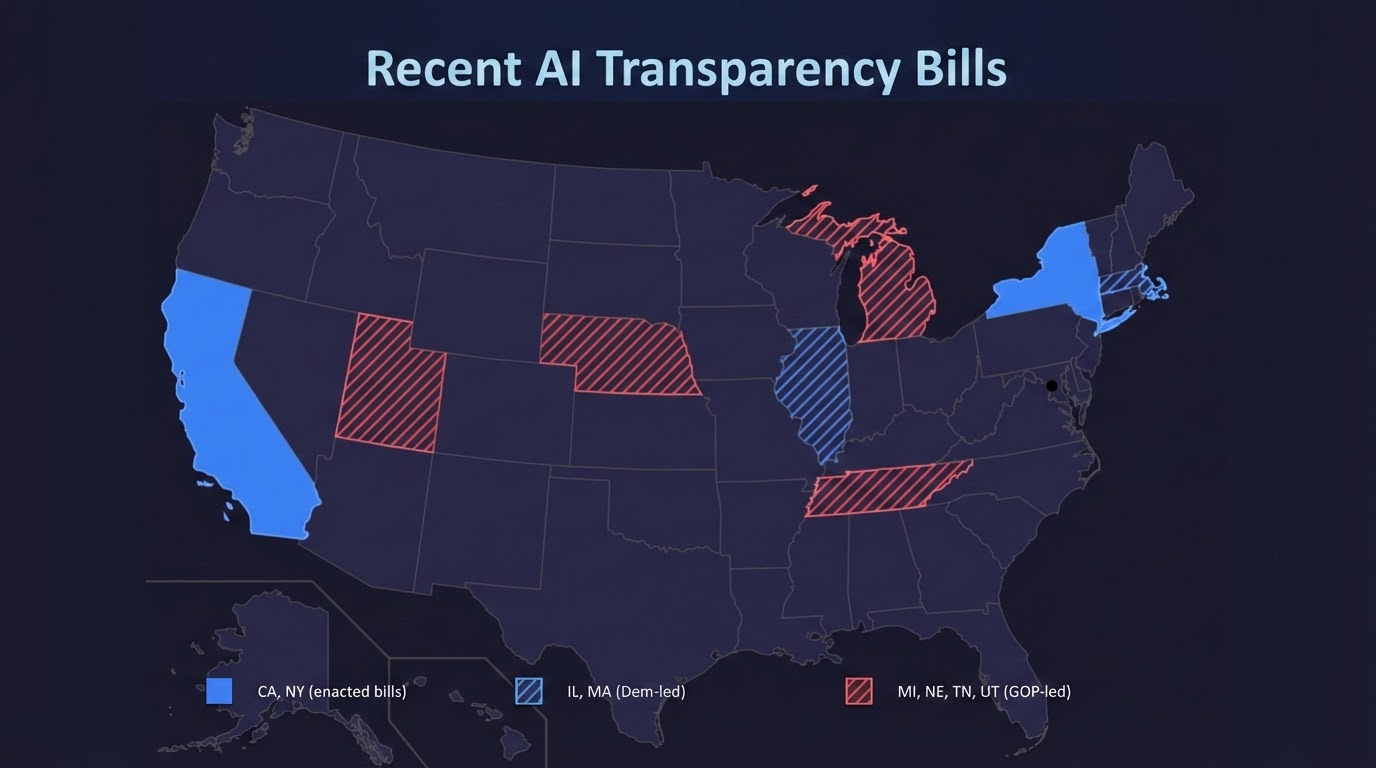 Recent AI Transparency Bills
CA, NY (enacted bills)
IL, MA (Dem-led)
MI, NE, TN, UT (GOP-led)